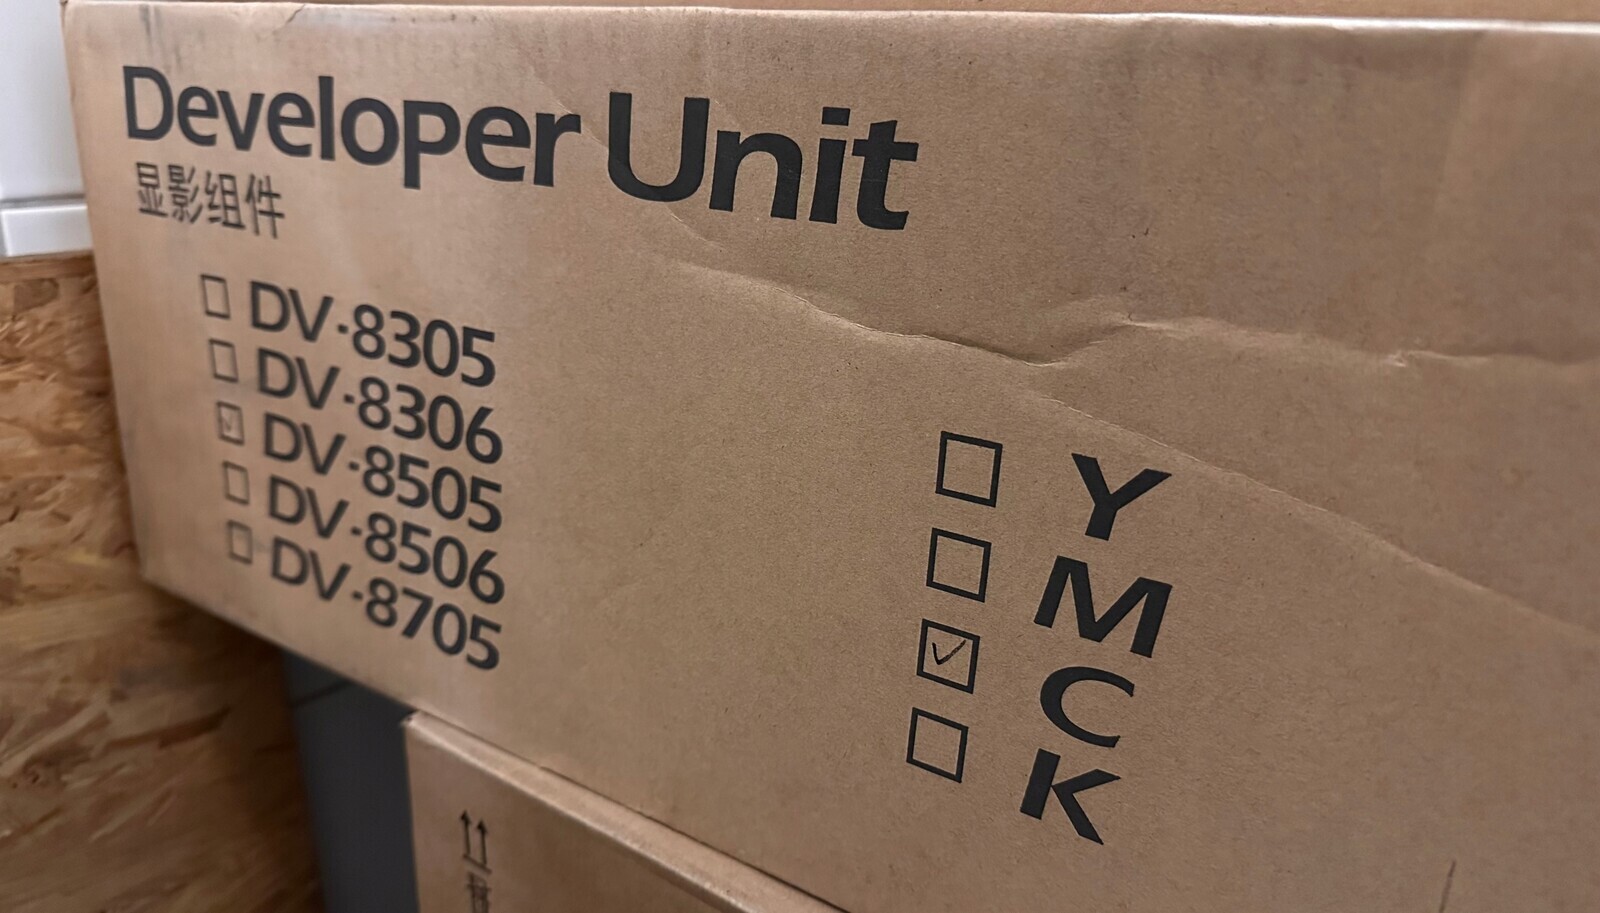 Developer Unit
显影组件
☐ DV-8305
☐ DV-8306
☑ DV-8505
☐ DV-8506
☐ DV-8705
☐ Y
☐ M
☑ C
☐ K